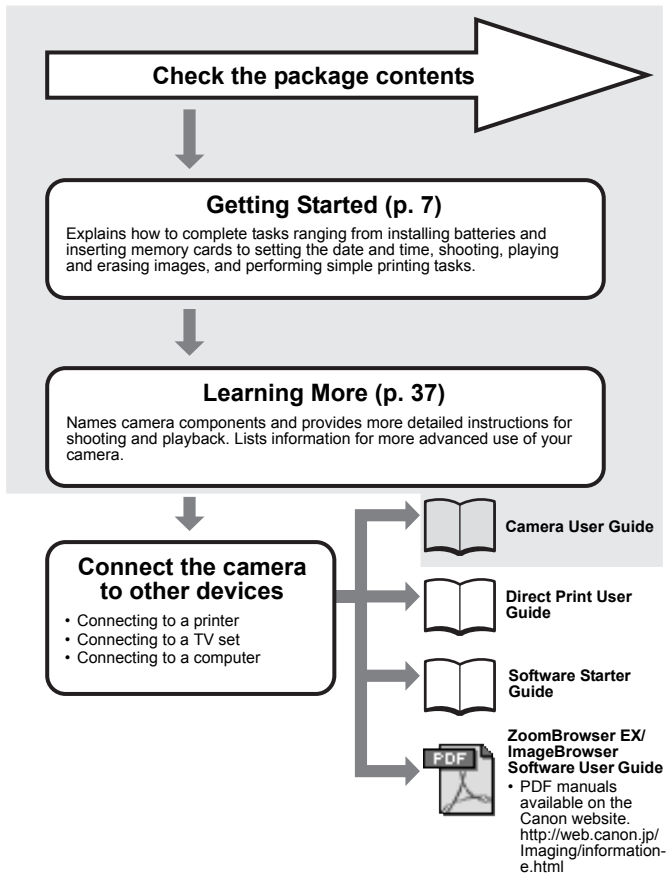 Check the package contents
Getting Started (p. 7)
Explains how to complete tasks ranging from installing batteries and
inserting memory cards to setting the date and time, shooting, playing
and erasing images, and performing simple printing tasks.
Learning More (p. 37)
Names camera components and provides more detailed instructions for
shooting and playback. Lists information for more advanced use of your
camera.
Connect the camera
to other devices
• Connecting to a printer
• Connecting to a TV set
• Connecting to a computer
Camera User Guide
Direct Print User
Guide
Software Starter
Guide
PDF
ZoomBrowser EX/
ImageBrowser
Software User Guide
• PDF manuals
available on the
Canon website.
http://web.canon.jp/
Imaging/information-
e.html